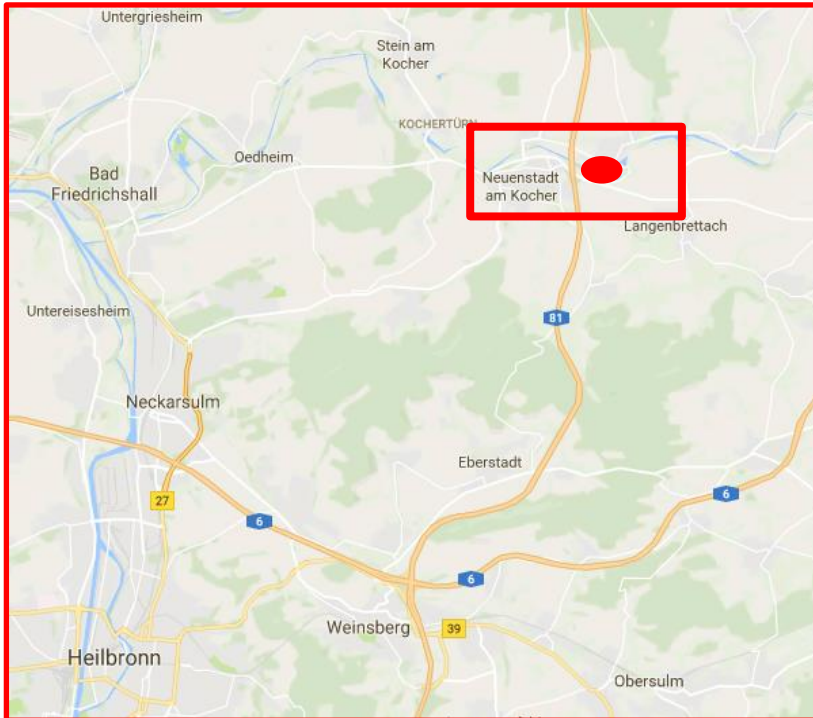 Untergriesheim
Stein am
Kocher
KOCHERTÜRN
Oedheim
Bad
Friedrichshall
Neuenstadt
am Kocher
Langenbrettach
Untereisesheim
81
Neckarsulm
Eberstadt
27
6
6
6
Weinsberg
39
Heilbronn
Obersulm